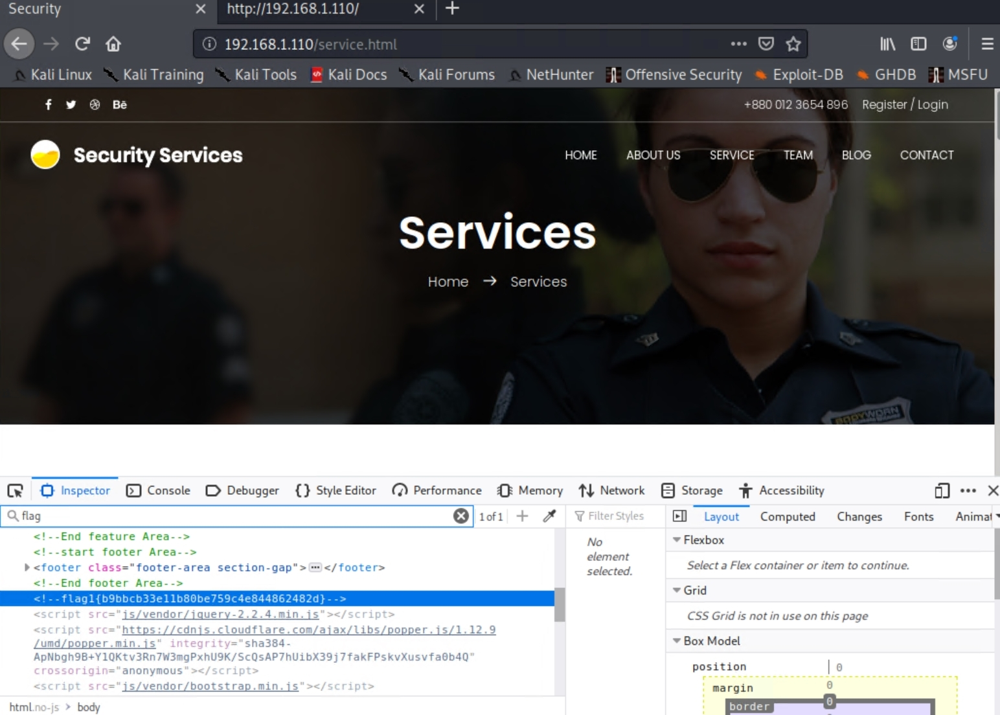 Security
http://192.168.1.110/
192.168.1.110/service.html
Kali Linux Kali Training Kali Tools Kali Docs Kali Forums NetHunter Offensive Security Exploit-DB GHDB MSFU
Bē +880 012 3654 896 Register / Login
Security Services HOME ABOUT US SERVICE TEAM BLOG CONTACT
Services
Home → Services
BODYWORN
Inspector Console Debugger {} Style Editor Performance Memory Network Storage Accessibility
flag 1 of 1 Filter Styles Layout Computed Changes Fonts Animat
<!--End feature Area-->
<!--start footer Area-->
<footer class="footer-area section-gap">…</footer>
<!--End footer Area-->
<!--flag1{b9bbcb33e11b80be759c4e844862482d}-->
<script src="js/vendor/jquery-2.2.4.min.js"></script>
<script src="https://cdnjs.cloudflare.com/ajax/libs/popper.js/1.12.9
/umd/popper.min.js" integrity="sha384-
ApNbgh9B+Y1QKtv3Rn7W3mgPxhU9K/ScQsAP7hUibX39j7fakFPskvXusvfa0b4Q"
crossorigin="anonymous"></script>
<script src="js/vendor/bootstrap.min.js"></script>
html.no-js > body
No
element
selected.
Flexbox
Select a Flex container or item to continue.
Grid
CSS Grid is not in use on this page
Box Model
position 0
margin 0
border 0